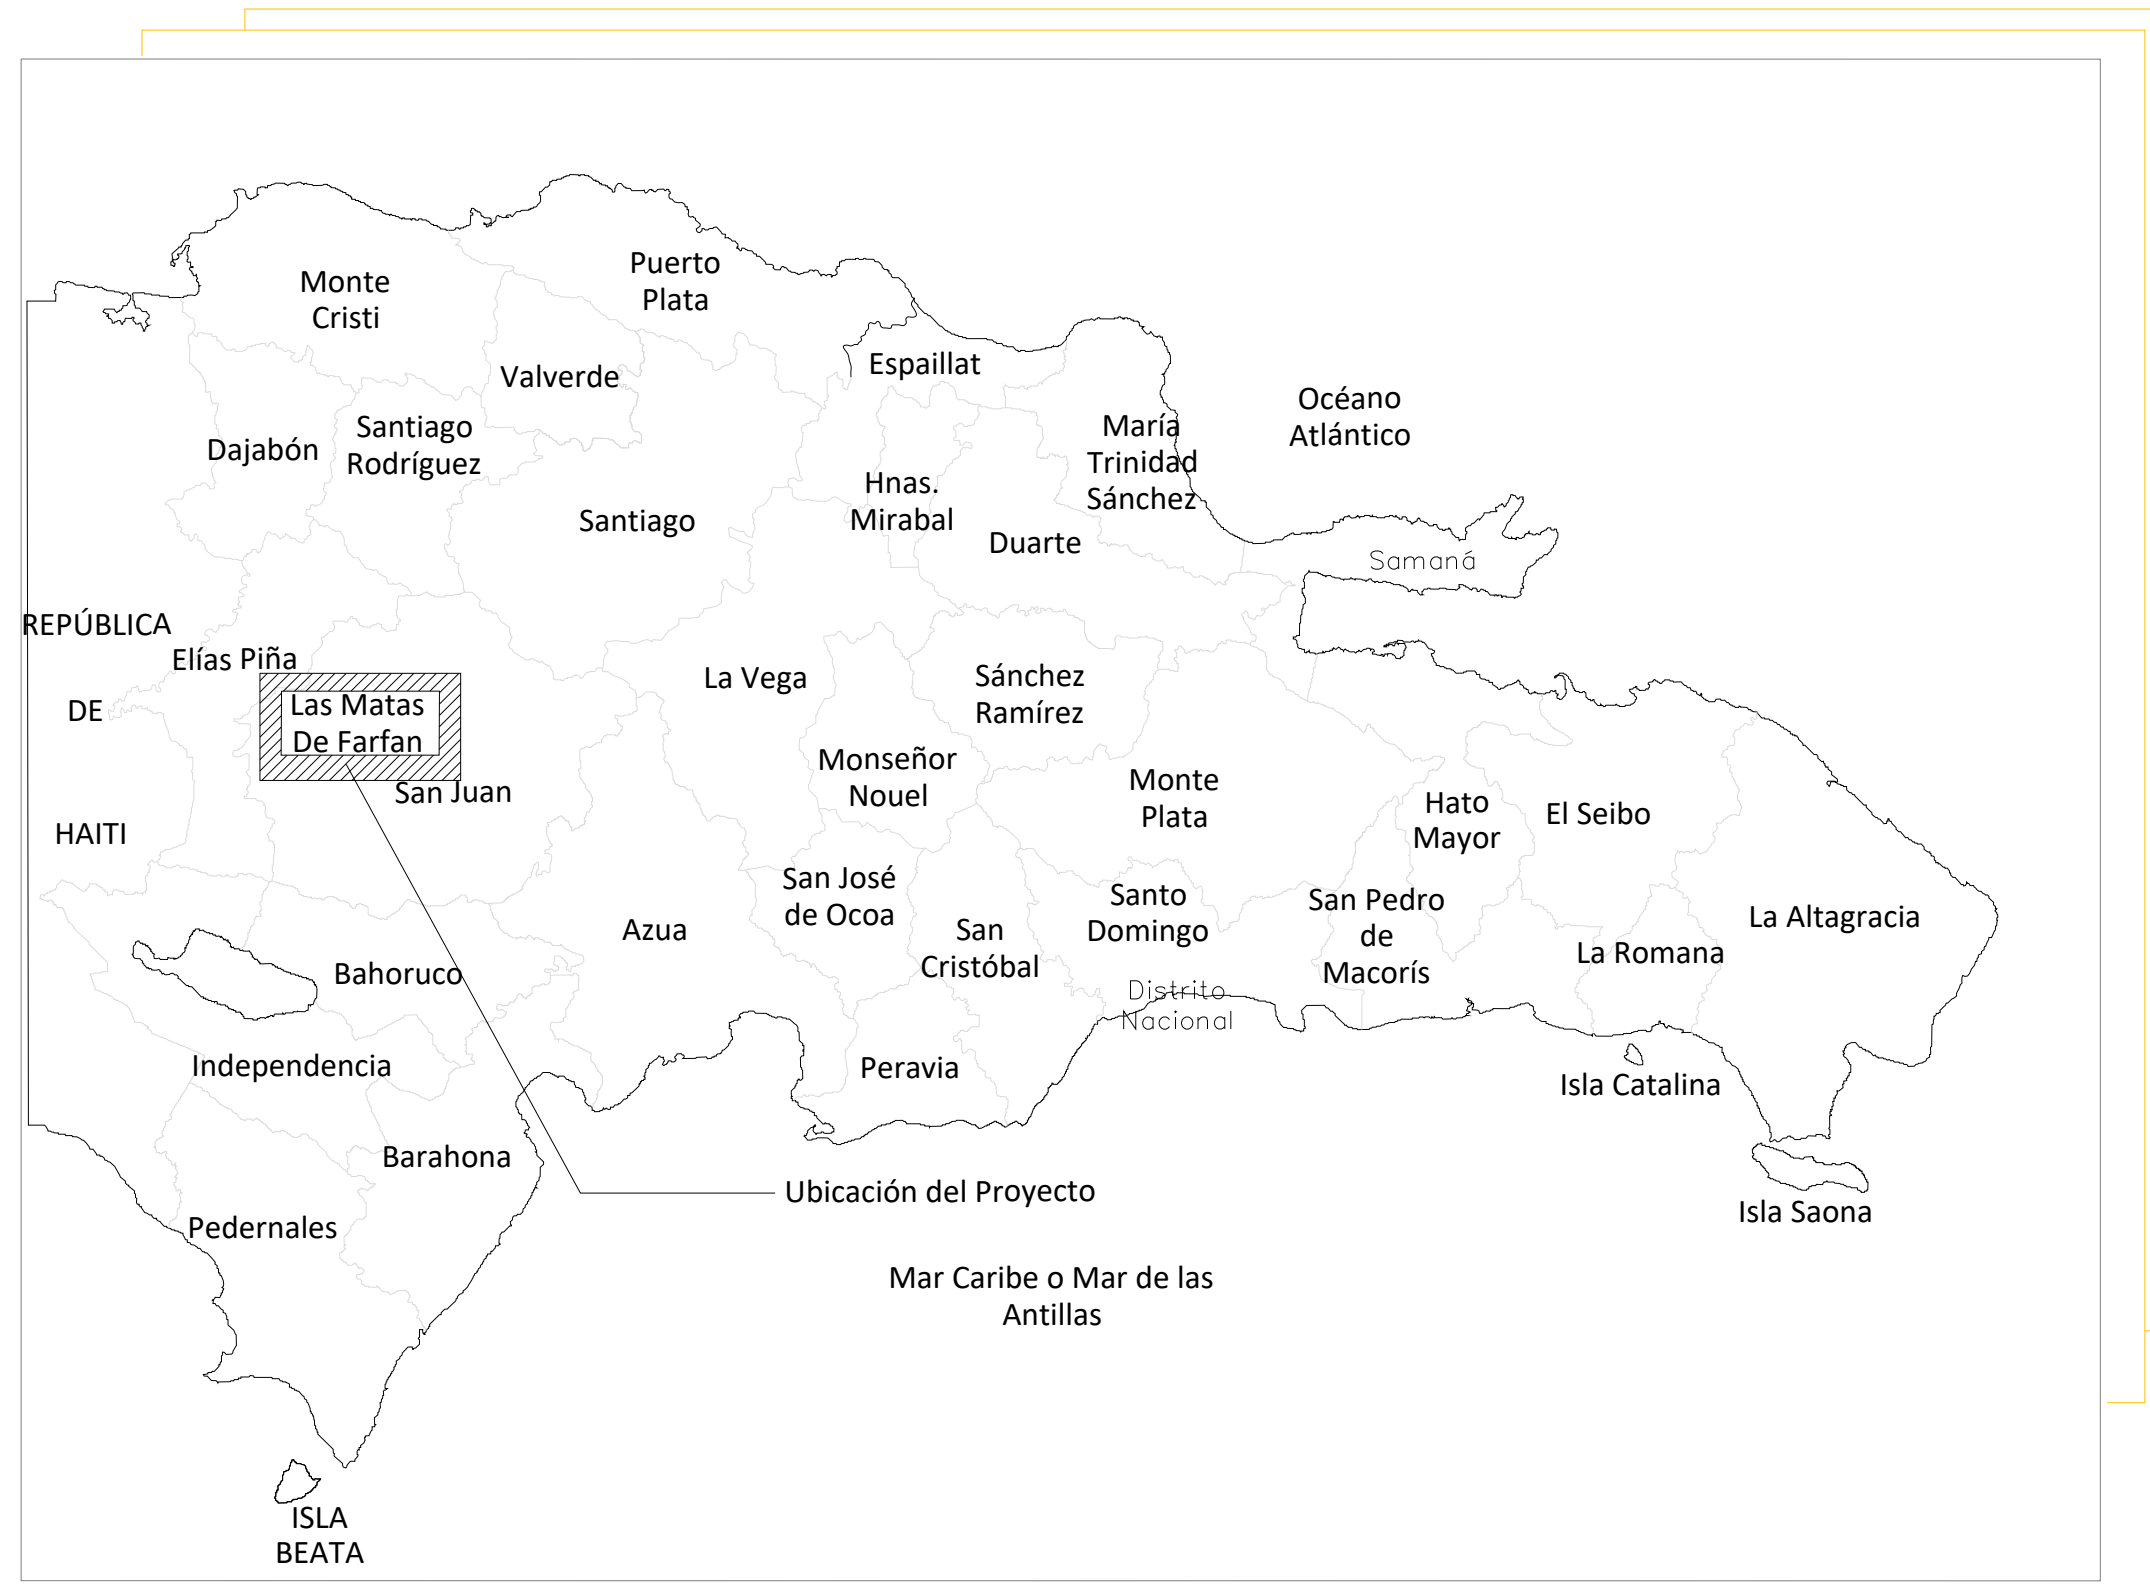 Monte
Cristi
Puerto
Plata
Valverde
Espaillat
Dajabón
Santiago
Rodríguez
Santiago
Hnas.
Mirabal
Duarte
María
Trinidad
Sánchez
Océano
Atlántico
Samaná
REPÚBLICA
DE
HAITI
Elías Piña
Las Matas
De Farfan
San Juan
La Vega
Sánchez
Ramírez
Monseñor
Nouel
Monte
Plata
Hato
Mayor
El Seibo
San José
de Ocoa
Azua
San
Cristóbal
Santo
Domingo
San Pedro
de
Macorís
La Romana
La Altagracia
Distrito
Nacional
Bahoruco
Independencia
Peravia
Isla Catalina
Barahona
Ubicación del Proyecto
Isla Saona
Pedernales
Mar Caribe o Mar de las
Antillas
ISLA
BEATA